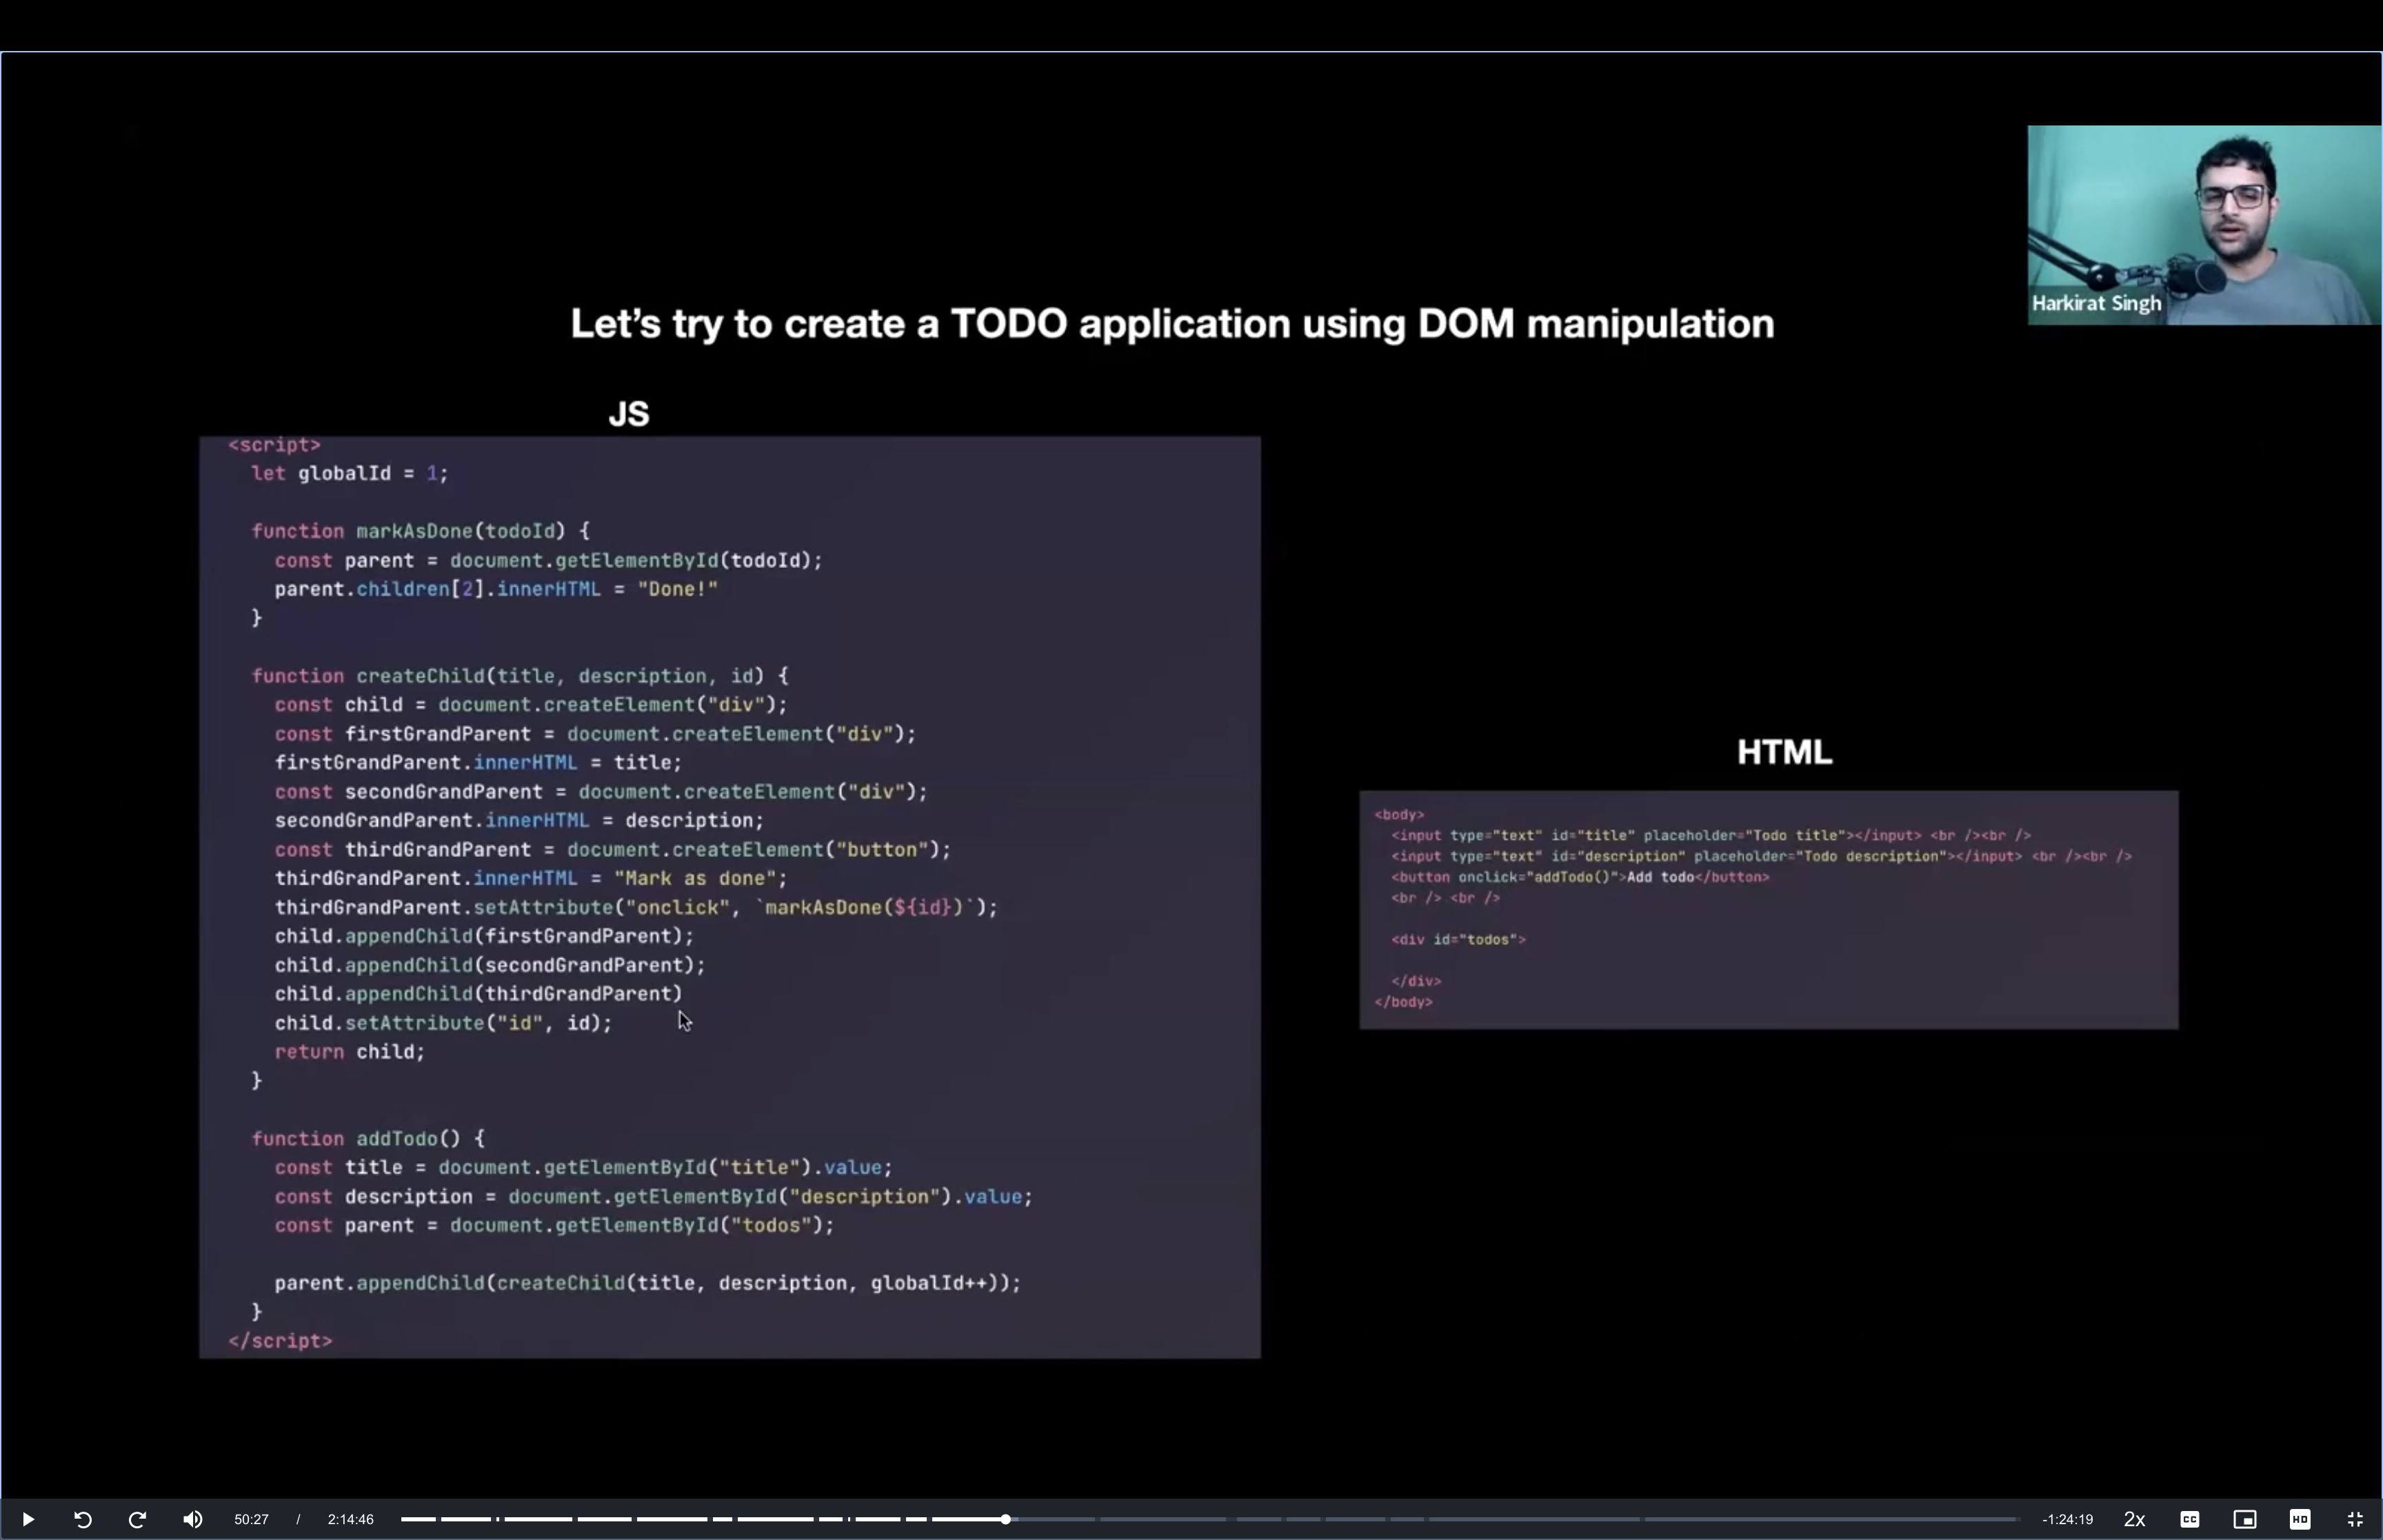 Harkirat Singh
Let's try to create a TODO application using DOM manipulation
JS
<script>
let globalId = 1;
function markAsDone(todoId) {
const parent = document.getElementById(todoId);
parent.children[2].innerHTML = "Done!"
}
function createChild(title, description, id) {
const child = document.createElement("div");
const firstGrandParent = document.createElement("div");
firstGrandParent.innerHTML = title;
const secondGrandParent = document.createElement("div");
secondGrandParent.innerHTML = description;
const thirdGrandParent = document.createElement("button");
thirdGrandParent.innerHTML = "Mark as done";
thirdGrandParent.setAttribute("onclick", `markAsDone(${id})`);
child.appendChild(firstGrandParent);
child.appendChild(secondGrandParent);
child.appendChild(thirdGrandParent)
child.setAttribute("id", id);
return child;
}
function addTodo() {
const title = document.getElementById("title").value;
const description = document.getElementById("description").value;
const parent = document.getElementById("todos");
parent.appendChild(createChild(title, description, globalId++));
}
</script>
HTML
<body>
<input type="text" id="title" placeholder="Todo title"></input> <br /><br />
<input type="text" id="description" placeholder="Todo description"></input> <br /><br />
<button onclick="addTodo()">Add todo</button>
<br /> <br />
<div id="todos">
</div>
</body>
50:27 / 2:14:46 -1:24:19 2x CC HD